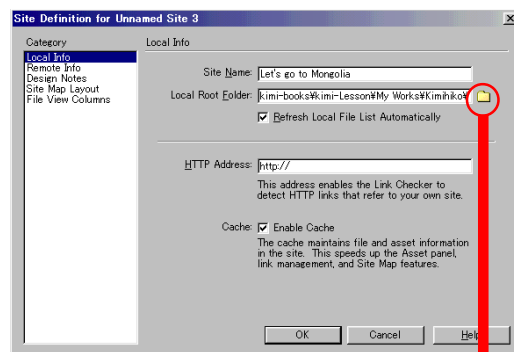 Site Definition for Unnamed Site 3
Category
Local Info
Remote Info
Design Notes
Site Map Layout
File View Columns
Local Info
Site Name: Let's go to Mongolia
Local Root Folder: kimi-books¥kimi-Lesson¥My Works¥Kimihiko¥
Refresh Local File List Automatically
HTTP Address: http://
This address enables the Link Checker to
detect HTTP links that refer to your own site.
Cache: Enable Cache
The cache maintains file and asset information
in the site. This speeds up the Asset panel,
link management, and Site Map features.
OK
Cancel
Help